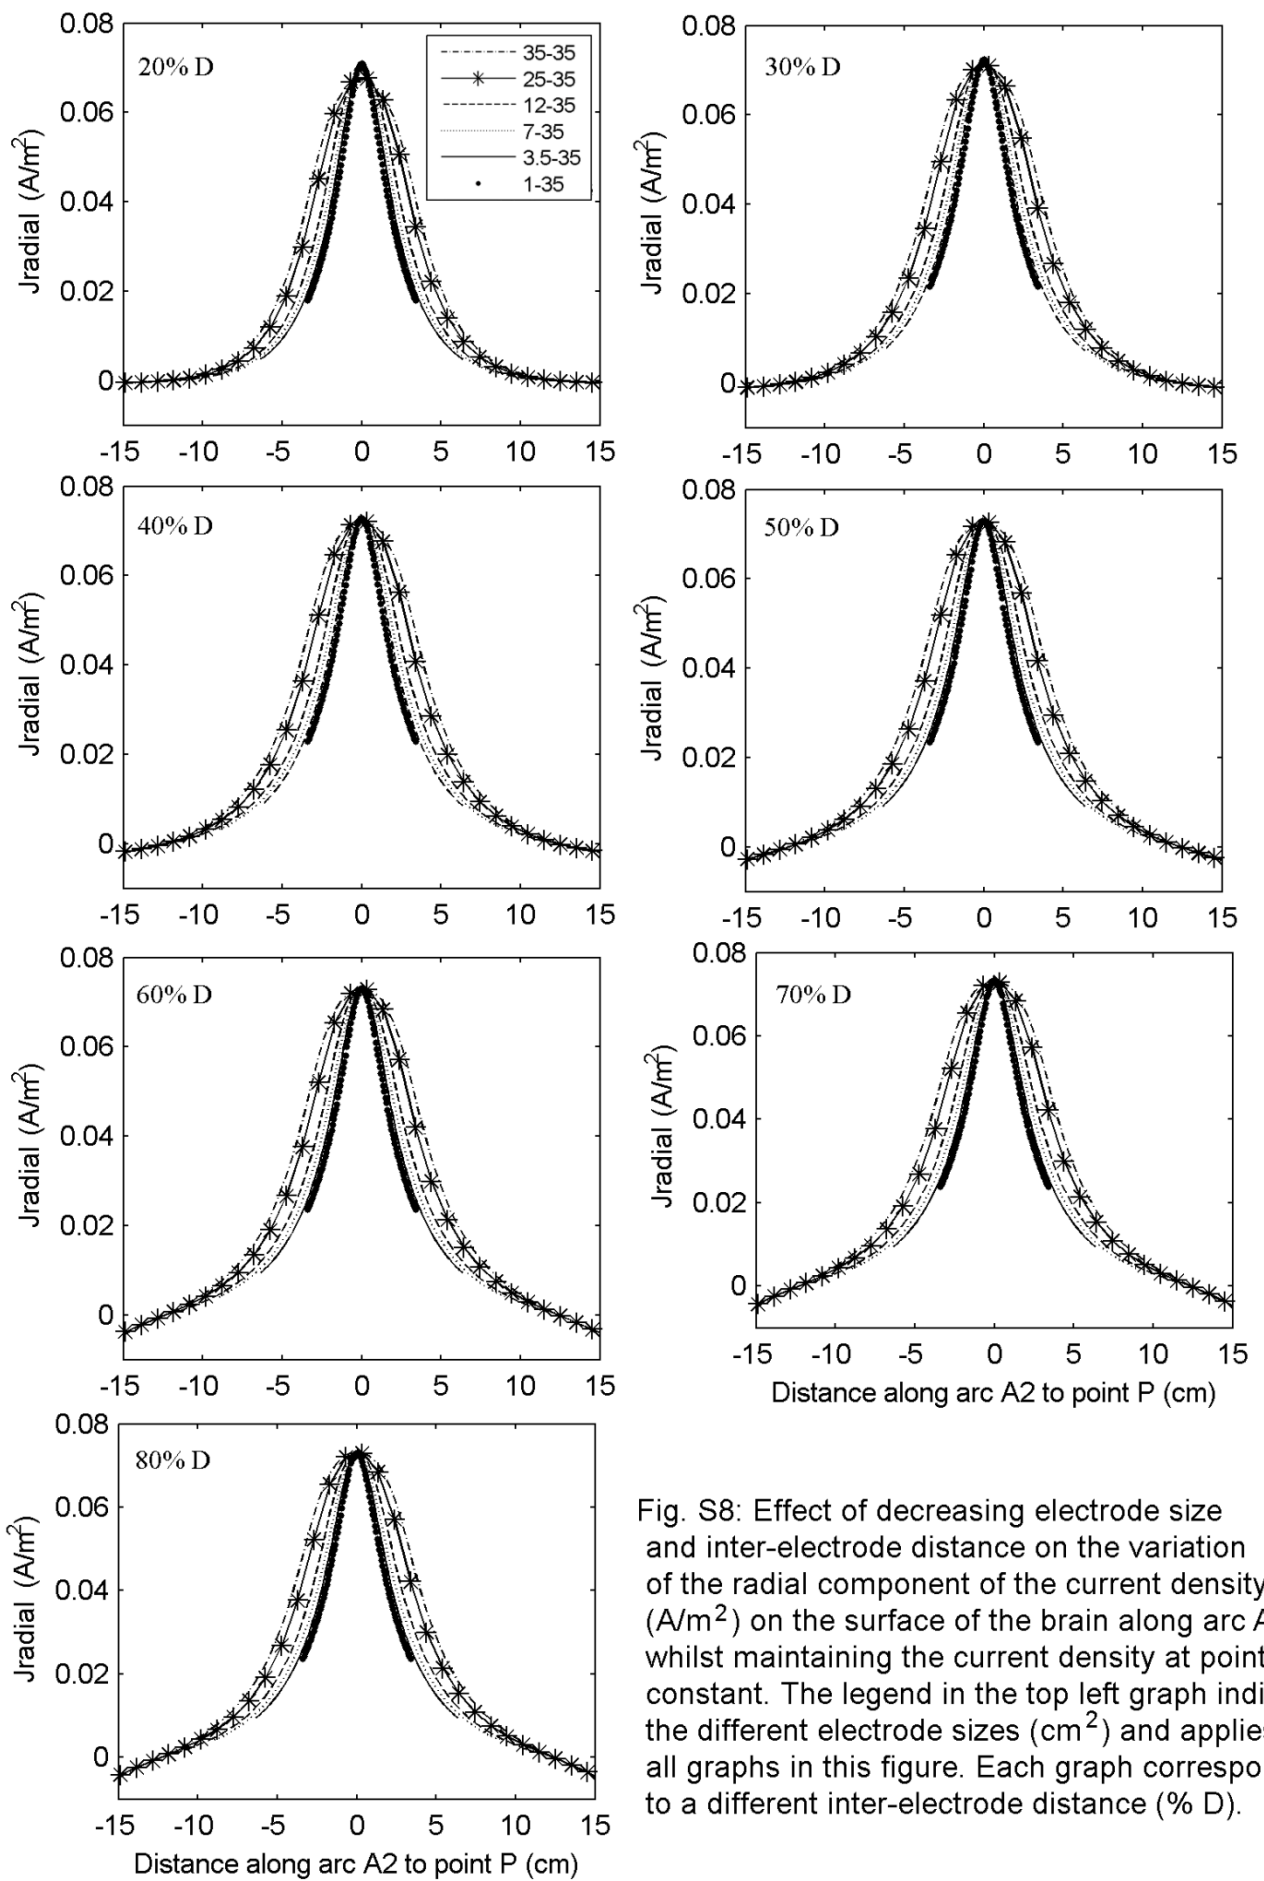 0.08
0.06
0.04
0.02
0
Jradial (A/m²)
20% D
35-35
25-35
12-35
7-35
3.5-35
1-35
-15 -10 -5 0 5 10 15
0.08
0.06
0.04
0.02
0
Jradial (A/m²)
30% D
-15 -10 -5 0 5 10 15
0.08
0.06
0.04
0.02
0
Jradial (A/m²)
40% D
-15 -10 -5 0 5 10 15
0.08
0.06
0.04
0.02
0
Jradial (A/m²)
50% D
-15 -10 -5 0 5 10 15
0.08
0.06
0.04
0.02
0
Jradial (A/m²)
60% D
-15 -10 -5 0 5 10 15
0.08
0.06
0.04
0.02
0
Jradial (A/m²)
70% D
-15 -10 -5 0 5 10 15
Distance along arc A2 to point P (cm)
0.08
0.06
0.04
0.02
0
Jradial (A/m²)
80% D
-15 -10 -5 0 5 10 15
Distance along arc A2 to point P (cm)
Fig. S8: Effect of decreasing electrode size
and inter-electrode distance on the variation
of the radial component of the current density
(A/m²) on the surface of the brain along arc A
whilst maintaining the current density at point
constant. The legend in the top left graph indi
the different electrode sizes (cm²) and applies
all graphs in this figure. Each graph correspo
to a different inter-electrode distance (% D).